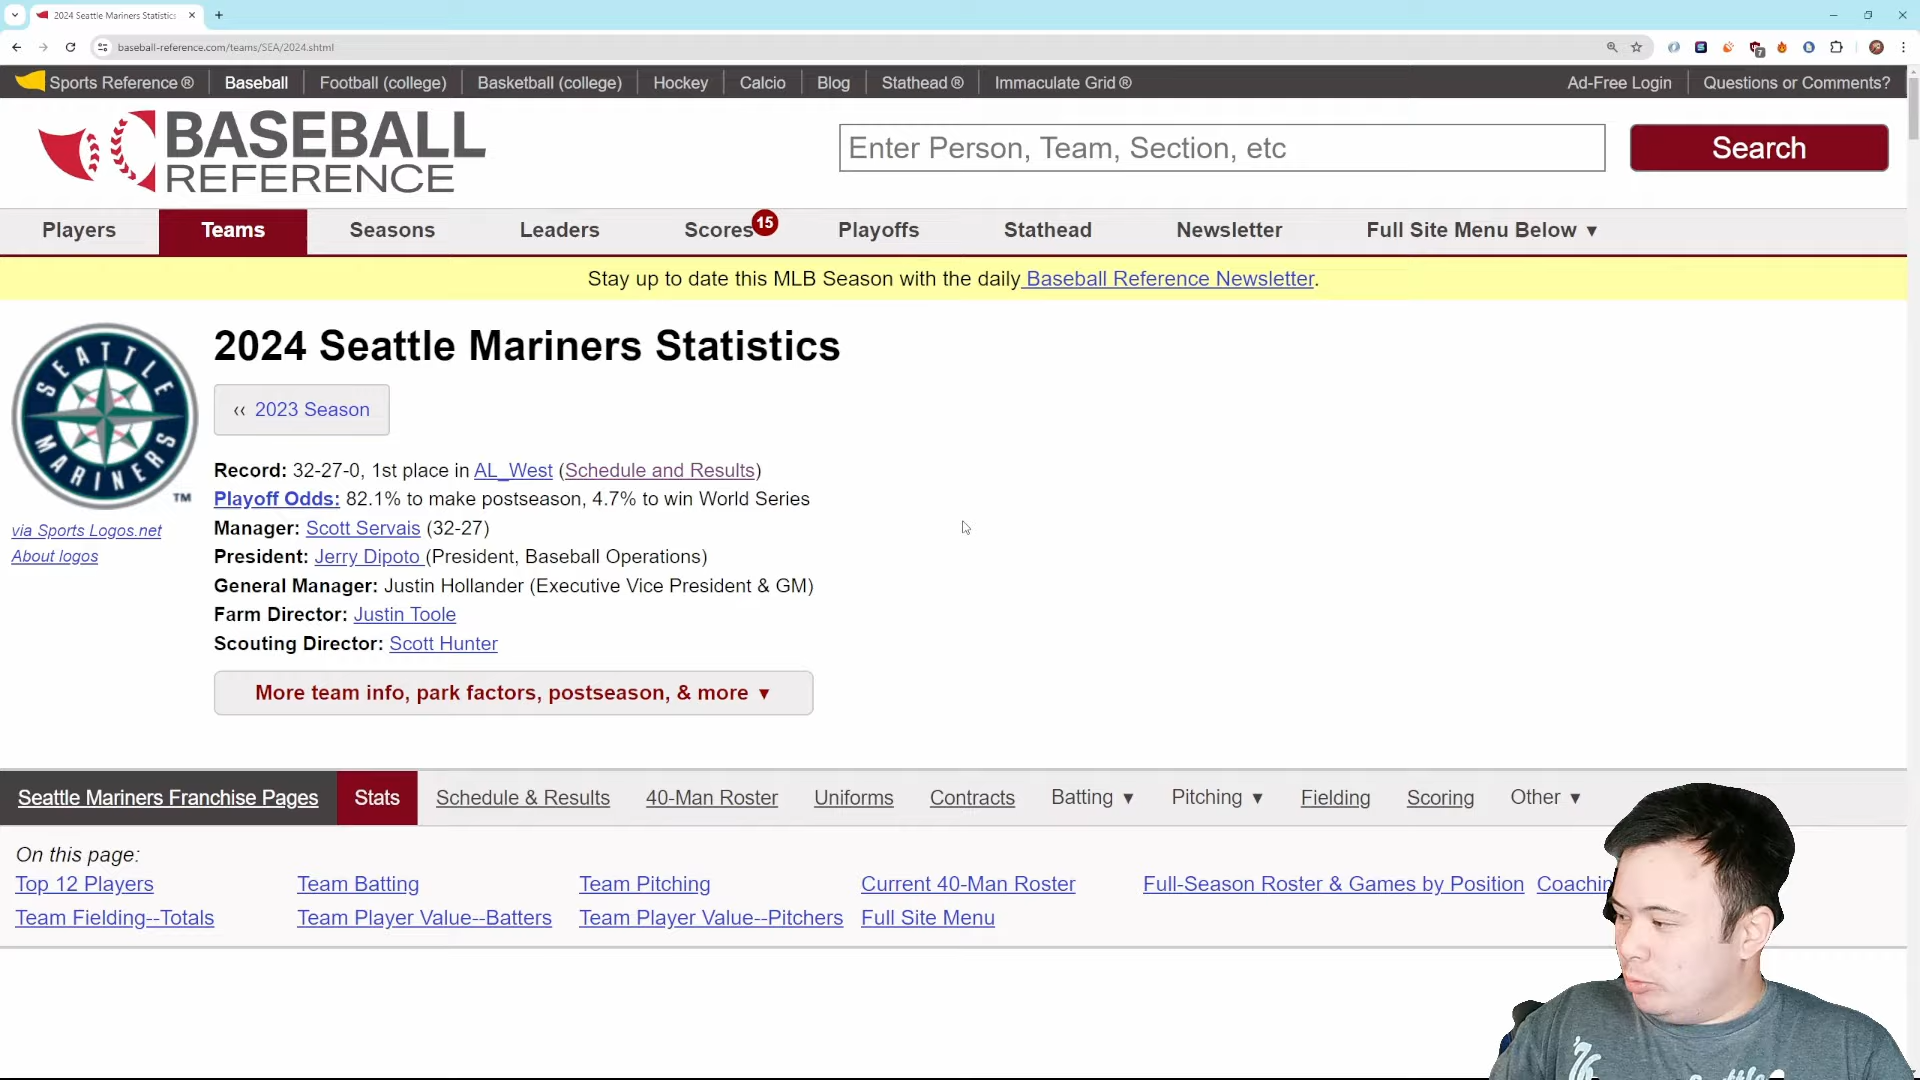 2024 Seattle Mariners Statistics
baseball-reference.com/teams/SEA/2024.shtml
7
Sports Reference ®
Baseball
Football (college)
Basketball (college)
Hockey
Calcio
Blog
Stathead ®
Immaculate Grid ®
Ad-Free Login
Questions or Comments?
BASEBALL
REFERENCE
Enter Person, Team, Section, etc
Search
Players
Teams
Seasons
Leaders
Scores 15
Playoffs
Stathead
Newsletter
Full Site Menu Below ▼
Stay up to date this MLB Season with the daily Baseball Reference Newsletter.
SEATTLE
MARINERS
TM
via Sports Logos.net
About logos
2024 Seattle Mariners Statistics
‹‹ 2023 Season
Record: 32-27-0, 1st place in AL_West (Schedule and Results)
Playoff Odds: 82.1% to make postseason, 4.7% to win World Series
Manager: Scott Servais (32-27)
President: Jerry Dipoto (President, Baseball Operations)
General Manager: Justin Hollander (Executive Vice President & GM)
Farm Director: Justin Toole
Scouting Director: Scott Hunter
More team info, park factors, postseason, & more ▼
Seattle Mariners Franchise Pages
Stats
Schedule & Results
40-Man Roster
Uniforms
Contracts
Batting ▼
Pitching ▼
Fielding
Scoring
Other ▼
On this page:
Top 12 Players
Team Batting
Team Pitching
Current 40-Man Roster
Full-Season Roster & Games by Position
Coachin
Team Fielding--Totals
Team Player Value--Batters
Team Player Value--Pitchers
Full Site Menu
'76